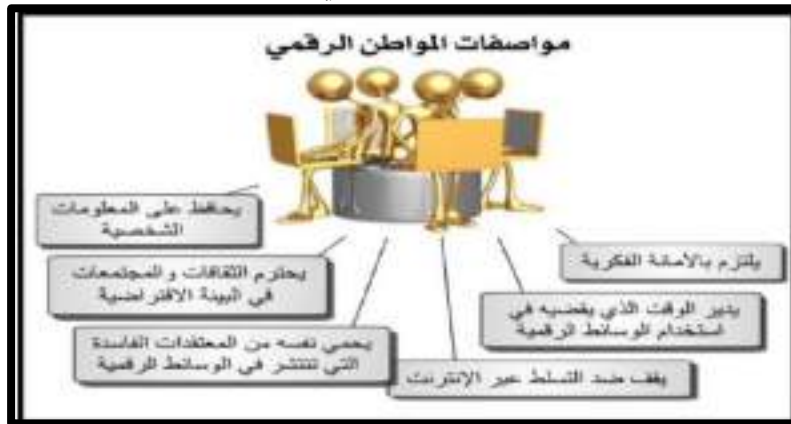 مواصفات المواطن الرقمي
يلتزم بالأمانة الفكرية
يدير الوقت الذي يقضيه في
استخدام الوسائط الرقمية
يقف ضد التسلط عبر الإنترنت
يحمي نفسه من المعتقدات الفاسدة
التي تنتشر في الوسائط الرقمية
يحترم الثقافات و المجتمعات
في البيئة الافتراضية
يحافظ على المعلومات
الشخصية